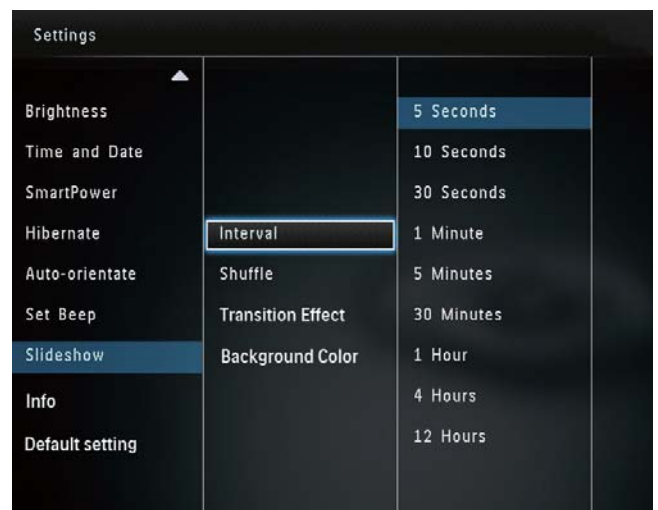 Settings
Brightness
Time and Date
SmartPower
Hibernate
Auto-orientate
Set Beep
Slideshow
Info
Default setting
Interval
Shuffle
Transition Effect
Background Color
5 Seconds
10 Seconds
30 Seconds
1 Minute
5 Minutes
30 Minutes
1 Hour
4 Hours
12 Hours